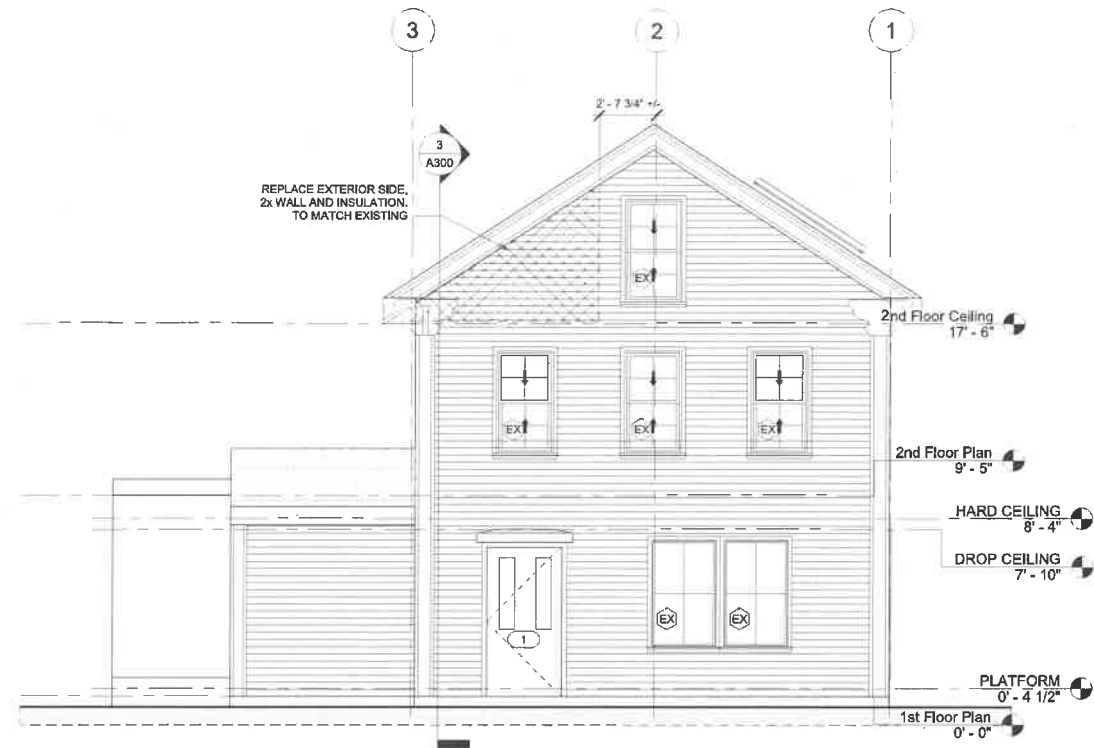 3
2
1
2' - 7 3/4" +/-
3
A300
REPLACE EXTERIOR SIDE,
2x WALL AND INSULATION.
TO MATCH EXISTING
EX
2nd Floor Ceiling
17' - 6"
EX
EX
EX
2nd Floor Plan
9' - 5"
HARD CEILING
8' - 4"
DROP CEILING
7' - 10"
EX
EX
1
PLATFORM
0' - 4 1/2"
1st Floor Plan
0' - 0"